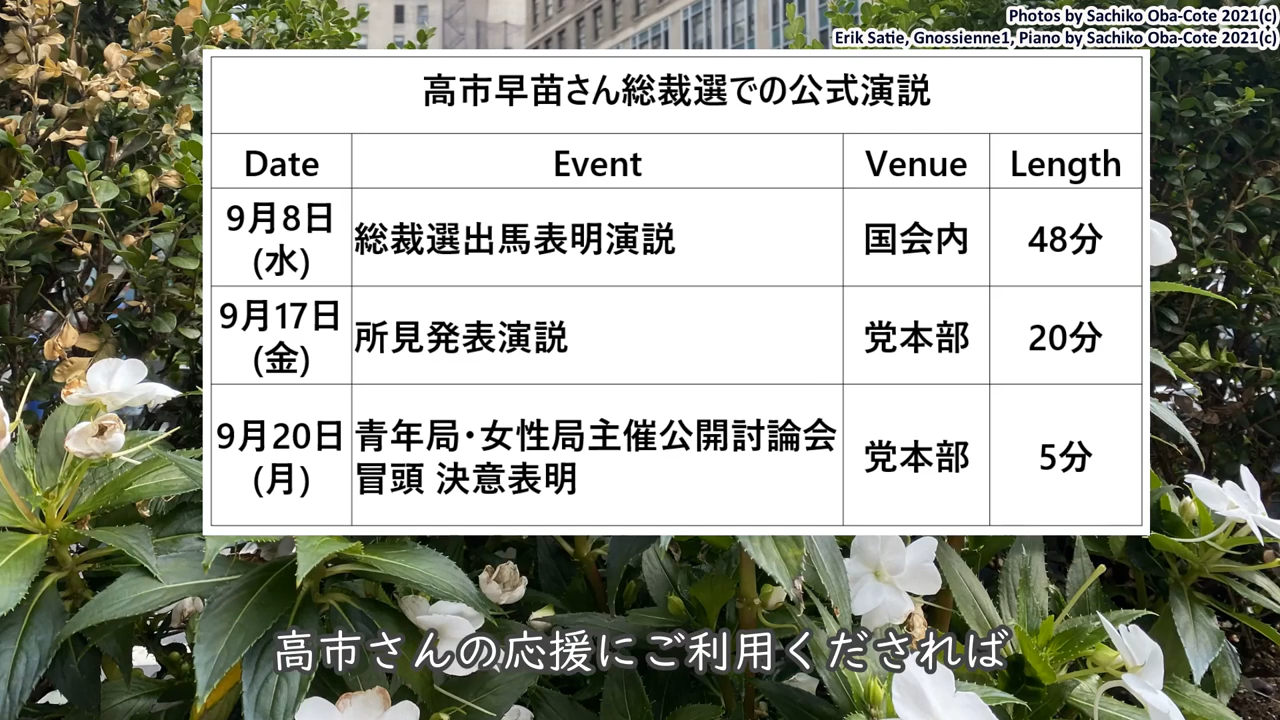 Photos by Sachiko Oba-Cote 2021(c)
Erik Satie, Gnossienne1, Piano by Sachiko Oba-Cote 2021(c)
高市早苗さん総裁選での公式演説
Date Event Venue Length
9月8日
(水)
総裁選出馬表明演説 国会内 48分
9月17日
(金)
所見発表演説 党本部 20分
9月20日
(月)
青年局・女性局主催公開討論会
冒頭 決意表明
党本部 5分
高市さんの応援にご利用くだされば